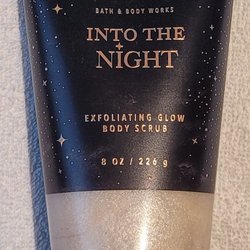 BATH & BODY WORKS
INTO THE
NIGHT
EXFOLIATING GLOW
BODY SCRUB
8 OZ / 226 g